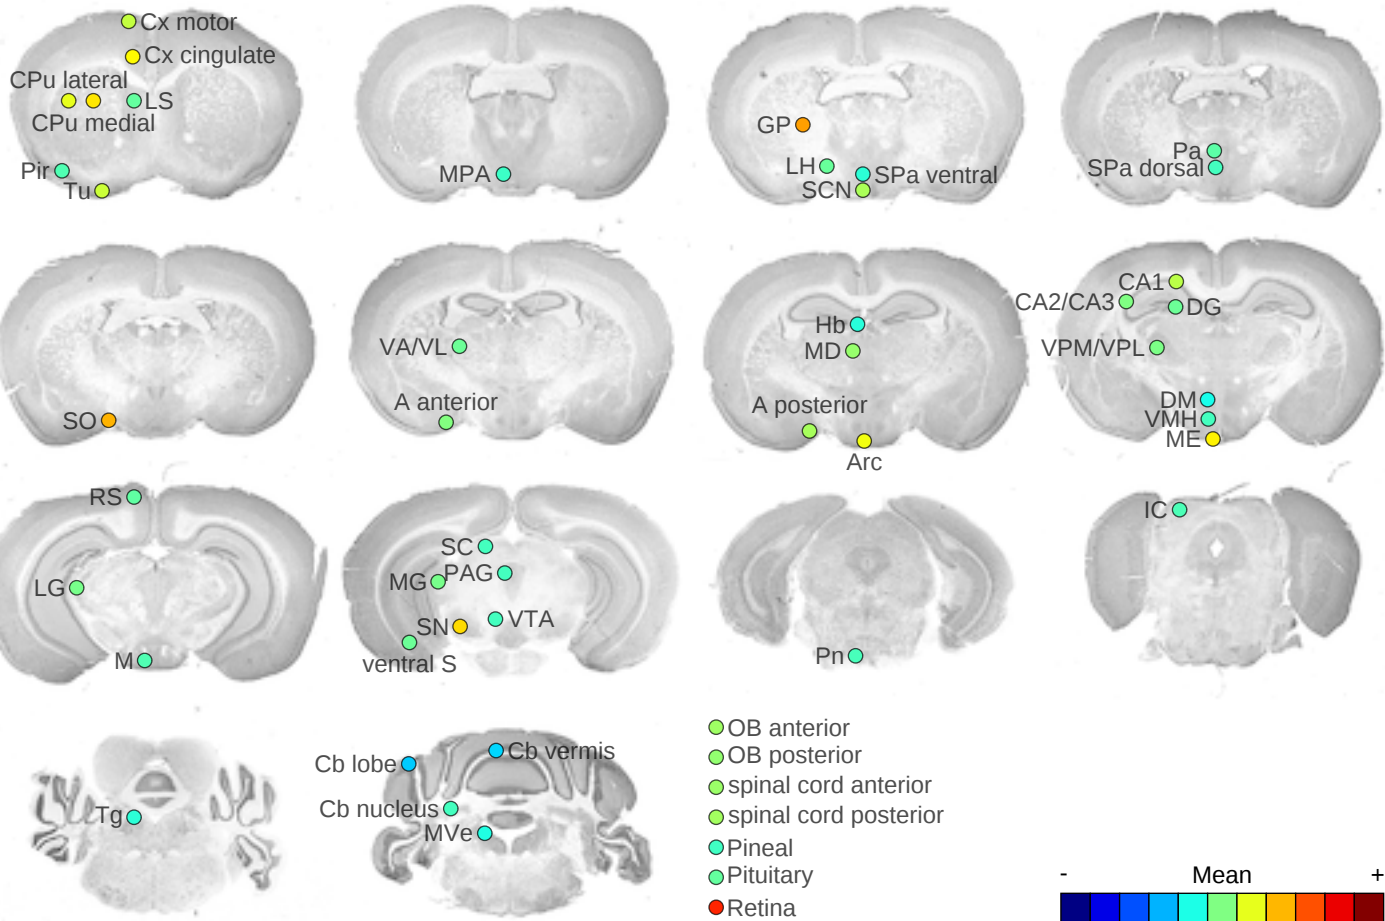 Cx motor
Cx cingulate
CPu lateral
LS
CPu medial
Pir
Tu
MPA
GP
LH
SPa ventral
SCN
Pa
SPa dorsal
SO
VA/VL
A anterior
Hb
MD
A posterior
Arc
CA1
CA2/CA3
DG
VPM/VPL
DM
VMH
ME
RS
LG
M
SC
MG
PAG
SN
VTA
ventral S
Pn
IC
Tg
Cb lobe
Cb vermis
Cb nucleus
MVe
OB anterior
OB posterior
spinal cord anterior
spinal cord posterior
Pineal
Pituitary
Retina
- Mean +